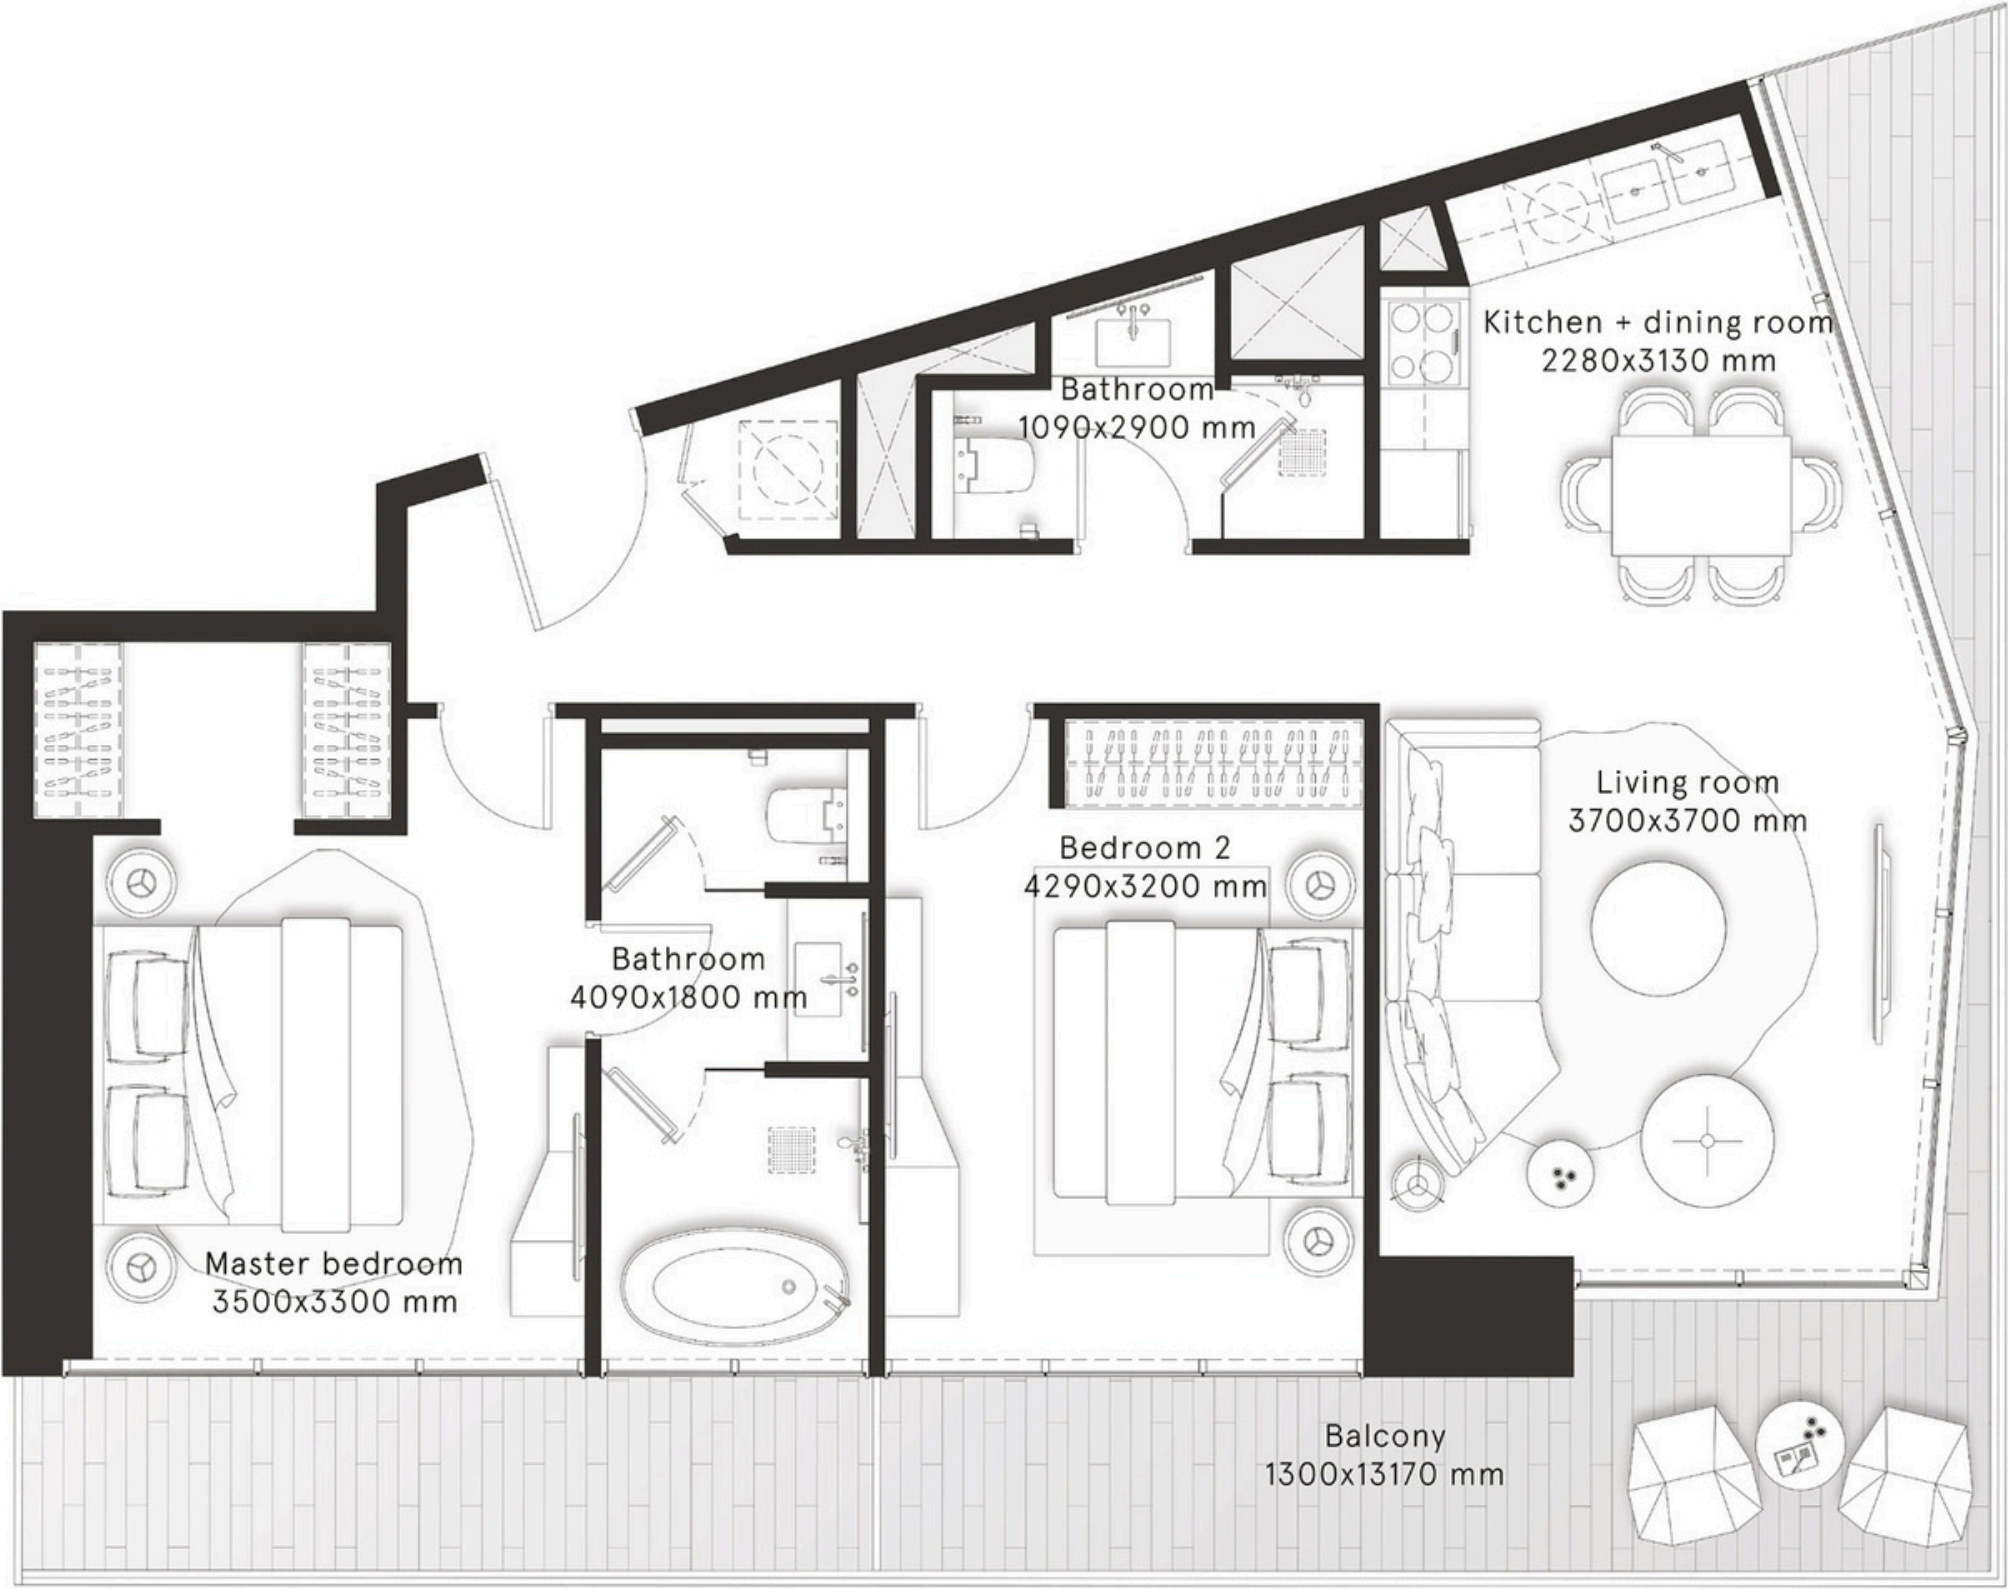 Kitchen + dining room
2280x3130 mm
Bathroom
1090x2900 mm
Living room
3700x3700 mm
Bedroom 2
4290x3200 mm
Bathroom
4090x1800 mm
Master bedroom
3500x3300 mm
Balcony
1300x13170 mm